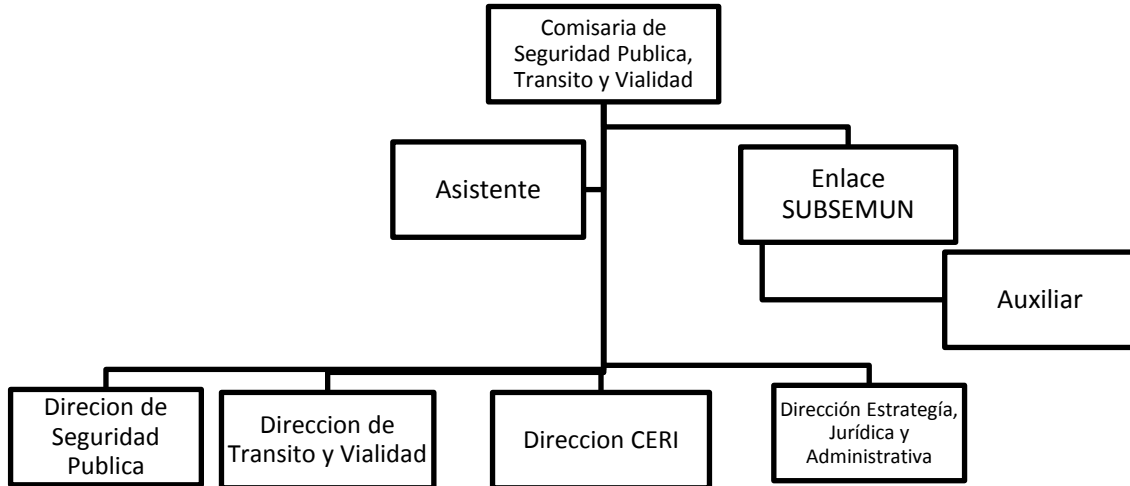 Comisaria de
Seguridad Publica,
Transito y Vialidad
Asistente
Enlace
SUBSEMUN
Auxiliar
Direcion de
Seguridad
Publica
Direccion de
Transito y Vialidad
Direccion CERI
Dirección Estrategía,
Jurídica y
Administrativa